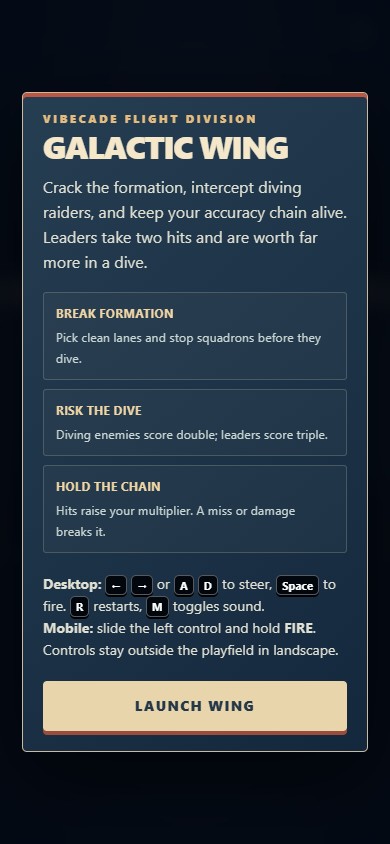 VIBECADE FLIGHT DIVISION
GALACTIC WING
Crack the formation, intercept diving
raiders, and keep your accuracy chain alive.
Leaders take two hits and are worth far
more in a dive.
BREAK FORMATION
Pick clean lanes and stop squadrons before they
dive.
RISK THE DIVE
Diving enemies score double; leaders score triple.
HOLD THE CHAIN
Hits raise your multiplier. A miss or damage
breaks it.
Desktop: ← → or A D to steer, Space to
fire. R restarts, M toggles sound.
Mobile: slide the left control and hold FIRE.
Controls stay outside the playfield in landscape.
LAUNCH WING